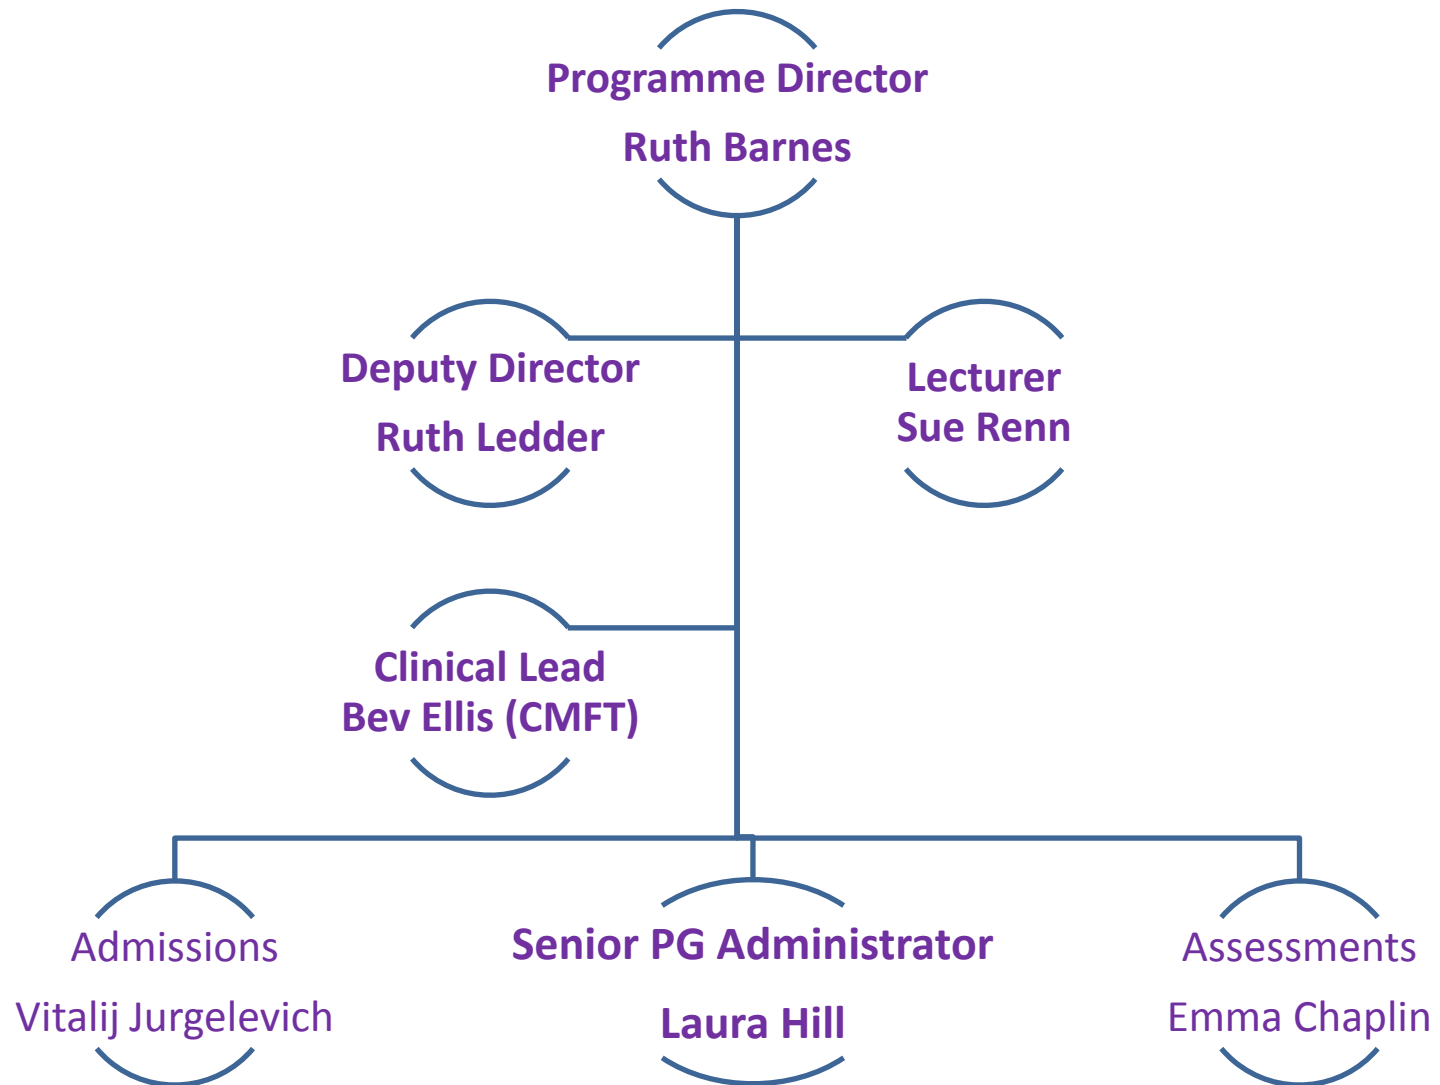 Programme Director
Ruth Barnes
Deputy Director
Ruth Ledder
Lecturer
Sue Renn
Clinical Lead
Bev Ellis (CMFT)
Admissions
Vitalij Jurgelevich
Senior PG Administrator
Laura Hill
Assessments
Emma Chaplin